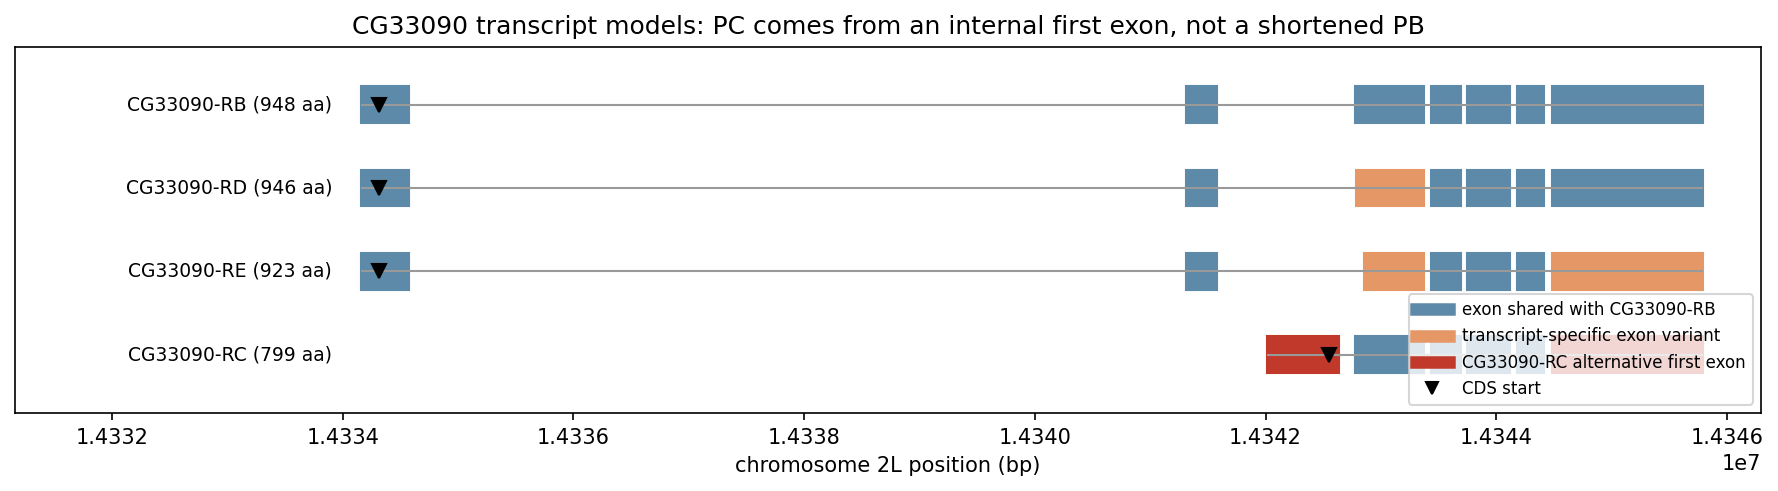 CG33090 transcript models: PC comes from an internal first exon, not a shortened PB
CG33090-RB (948 aa)
CG33090-RD (946 aa)
CG33090-RE (923 aa)
CG33090-RC (799 aa)
exon shared with CG33090-RB
transcript-specific exon variant
CG33090-RC alternative first exon
CDS start
1.4332 1.4334 1.4336 1.4338 1.4340 1.4342 1.4344 1.4346
chromosome 2L position (bp)
1e7